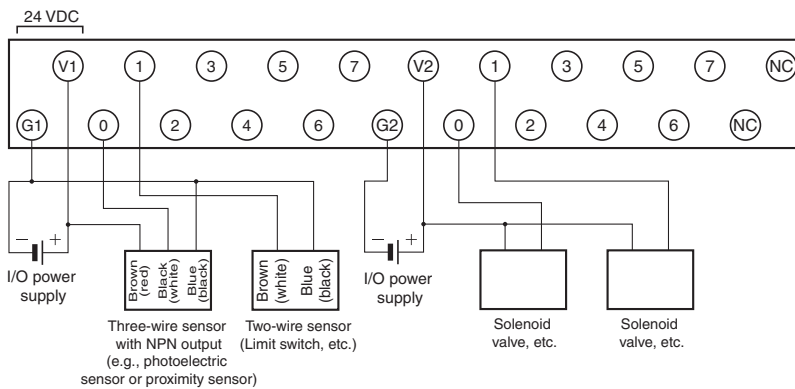 24 VDC
V1 1 3 5 7 V2 1 3 5 7 NC
G1 0 2 4 6 G2 0 2 4 6 NC
− +
I/O power
supply
Brown
(red)
Black
(white)
Blue
(black)
Three-wire sensor
with NPN output
(e.g., photoelectric
sensor or proximity sensor)
Brown
(white)
Blue
(black)
Two-wire sensor
(Limit switch, etc.)
− +
I/O power
supply
Solenoid
valve, etc.
Solenoid
valve, etc.